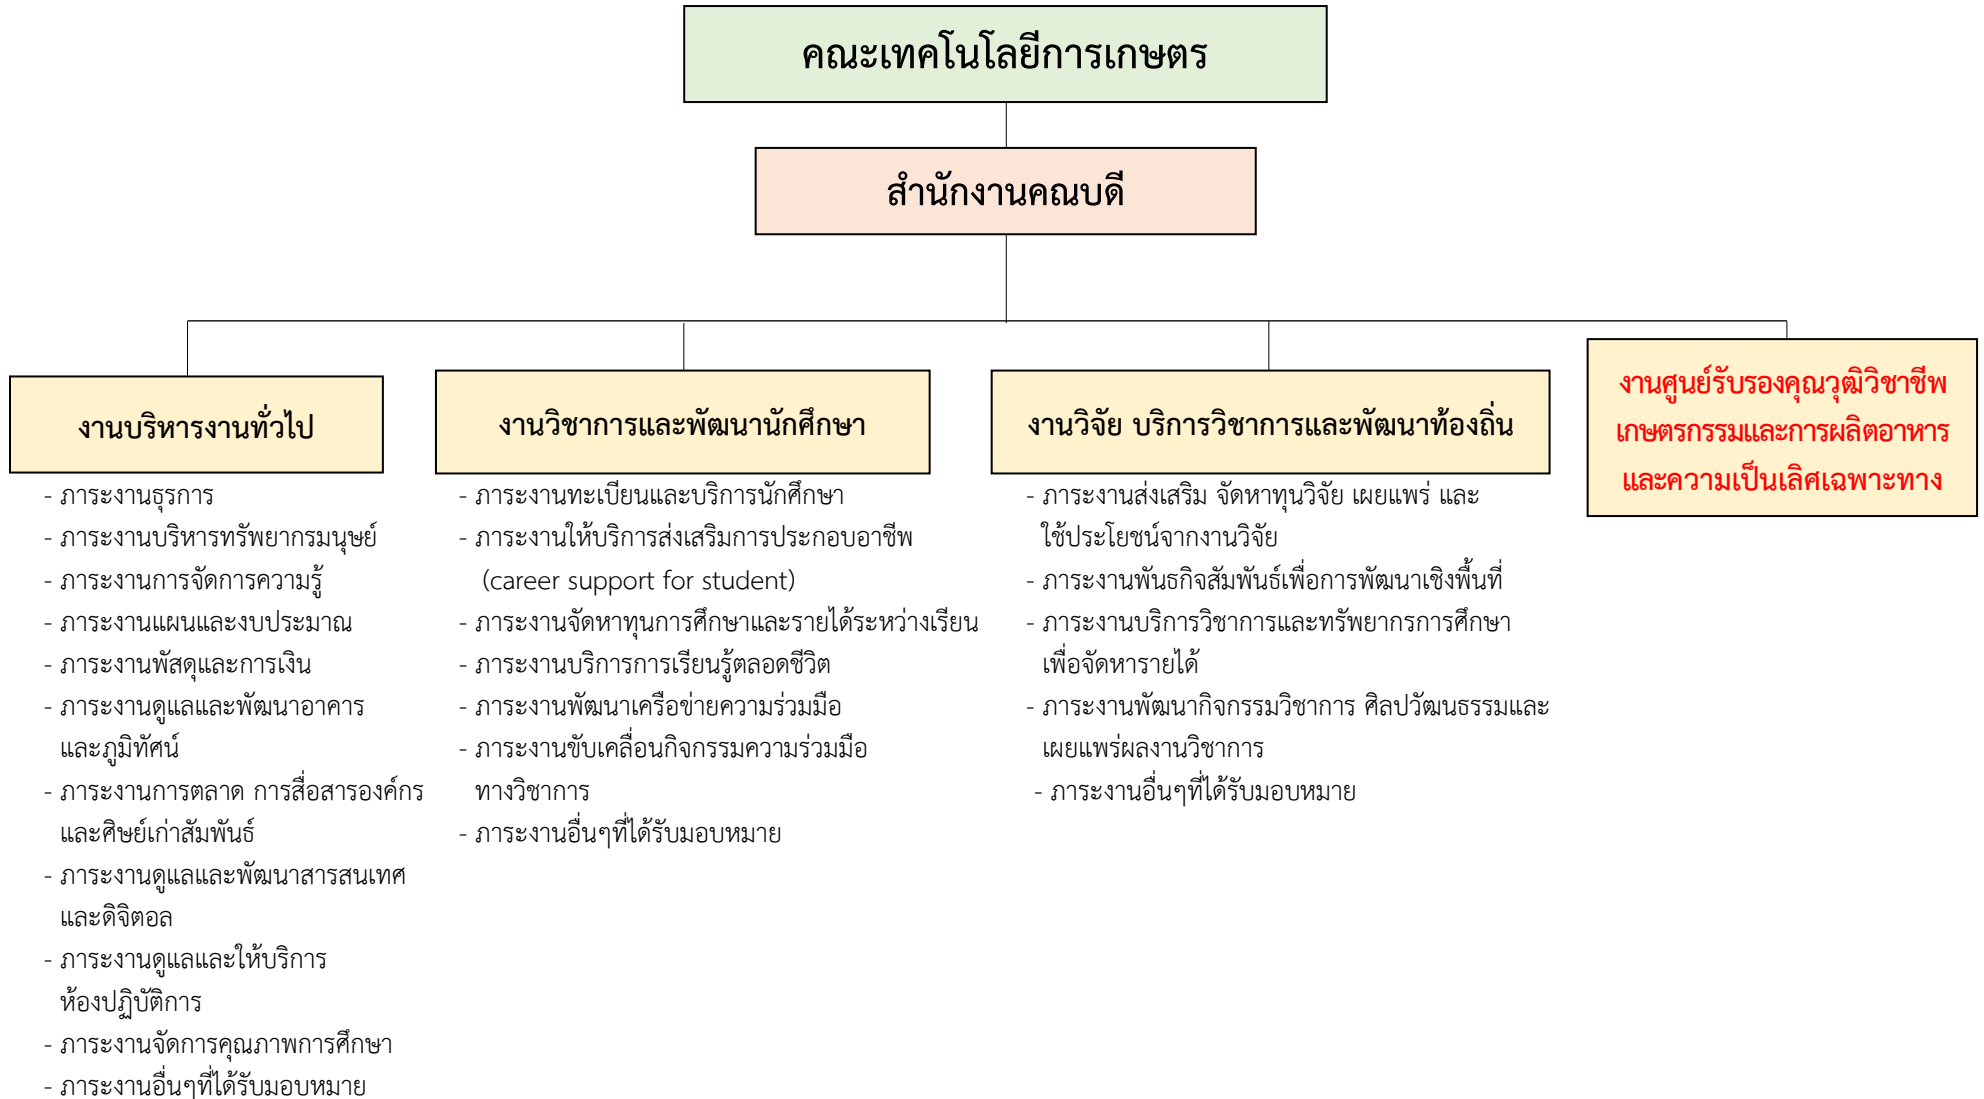 คณะเทคโนโลยีการเกษตร
สำนักงานคณบดี
งานบริหารงานทั่วไป
- ภาระงานธุรการ
- ภาระงานบริหารทรัพยากรมนุษย์
- ภาระงานการจัดการความรู้
- ภาระงานแผนและงบประมาณ
- ภาระงานพัสดุและการเงิน
- ภาระงานดูแลและพัฒนาอาคาร
และภูมิทัศน์
- ภาระงานการตลาด การสื่อสารองค์กร
และศิษย์เก่าสัมพันธ์
- ภาระงานดูแลและพัฒนาสารสนเทศ
และดิจิตอล
- ภาระงานดูแลและให้บริการ
ห้องปฏิบัติการ
- ภาระงานจัดการคุณภาพการศึกษา
- ภาระงานอื่นๆที่ได้รับมอบหมาย
งานวิชาการและพัฒนานักศึกษา
- ภาระงานทะเบียนและบริการนักศึกษา
- ภาระงานให้บริการส่งเสริมการประกอบอาชีพ
(career support for student)
- ภาระงานจัดหาทุนการศึกษาและรายได้ระหว่างเรียน
- ภาระงานบริการการเรียนรู้ตลอดชีวิต
- ภาระงานพัฒนาเครือข่ายความร่วมมือ
- ภาระงานขับเคลื่อนกิจกรรมความร่วมมือ
ทางวิชาการ
- ภาระงานอื่นๆที่ได้รับมอบหมาย
งานวิจัย บริการวิชาการและพัฒนาท้องถิ่น
- ภาระงานส่งเสริม จัดหาทุนวิจัย เผยแพร่ และ
ใช้ประโยชน์จากงานวิจัย
- ภาระงานพันธกิจสัมพันธ์เพื่อการพัฒนาเชิงพื้นที่
- ภาระงานบริการวิชาการและทรัพยากรการศึกษา
เพื่อจัดหารายได้
- ภาระงานพัฒนากิจกรรมวิชาการ ศิลปวัฒนธรรมและ
เผยแพร่ผลงานวิชาการ
- ภาระงานอื่นๆที่ได้รับมอบหมาย
งานศูนย์รับรองคุณวุฒิวิชาชีพ
เกษตรกรรมและการผลิตอาหาร
และความเป็นเลิศเฉพาะทาง